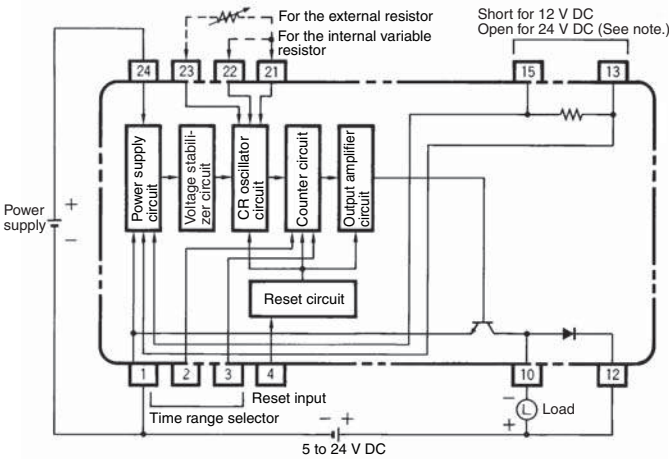 For the external resistor
For the internal variable
resistor
Short for 12 V DC
Open for 24 V DC (See note.)
24
23
22
21
15
13
Power supply
circuit
Voltage stabili-
zer circuit
CR oscillator
circuit
Counter circuit
Output amplifier
circuit
Power
supply
+
−
Reset circuit
1
2
3
4
10
12
Reset input
Time range selector
− +
5 to 24 V DC
−
L
Load
+